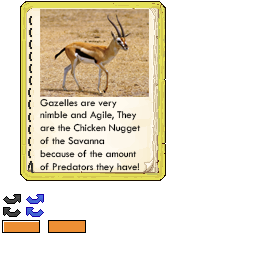 Gazelles are very
nimble and Agile, They
are the Chicken Nugget
of the Savanna
because of the amount
of Predators they have!